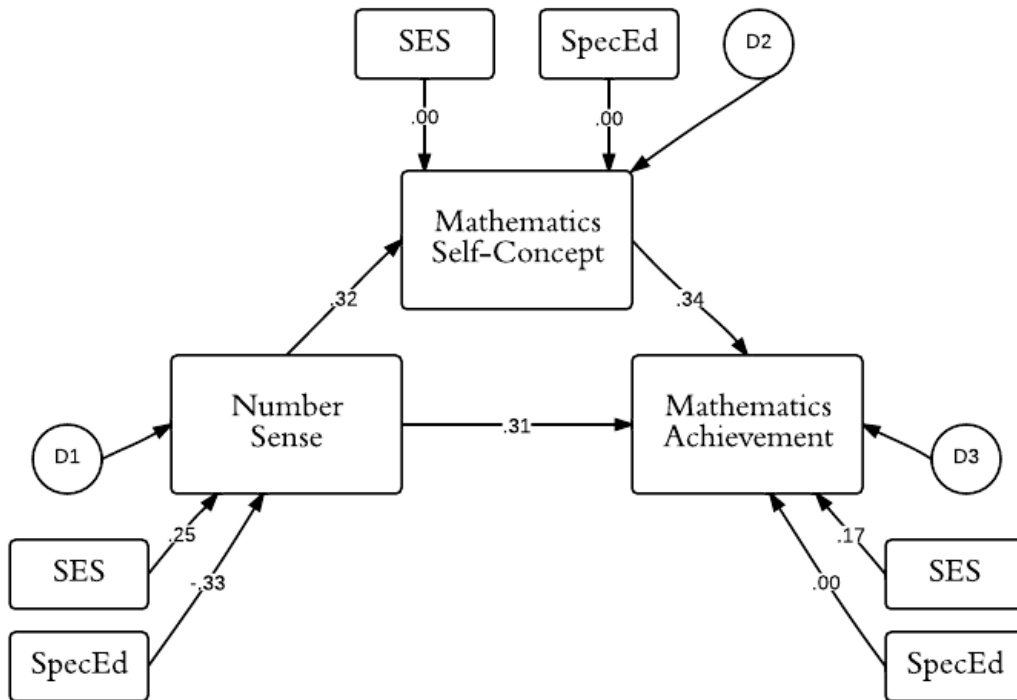 SES
SpecEd
D2
.00
.00
Mathematics
Self-Concept
.32
.34
Number
Sense
.31
Mathematics
Achievement
D1
D3
.25
-.33
.17
.00
SES
SpecEd
SES
SpecEd